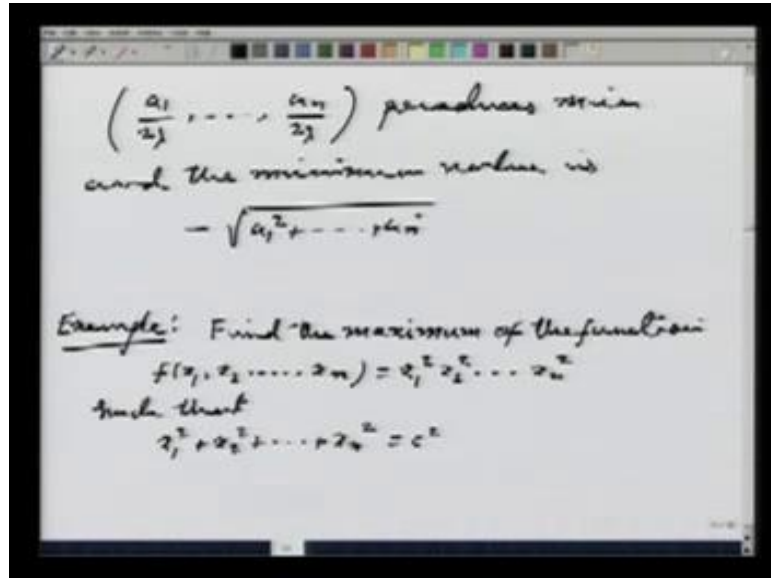 ( a₁/2λ , ..., aₙ/2λ ) produces min
and the minimum value is
- √(a₁² + ... + aₙ²)
Example: Find the maximum of the function
f(x₁, x₂ ..... xₙ) = x₁² x₂² ... xₙ²
such that
x₁² + x₂² + ... + xₙ² = c²